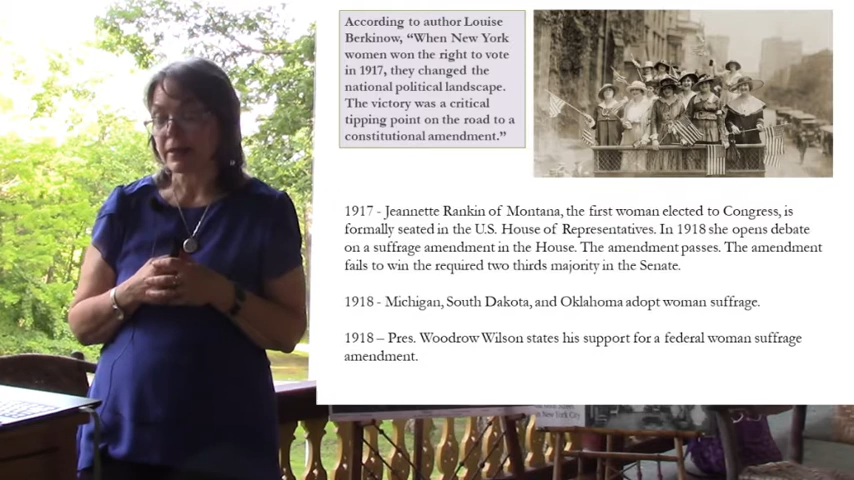 According to author Louise
Berkinow, “When New York
women won the right to vote
in 1917, they changed the
national political landscape.
The victory was a critical
tipping point on the road to a
constitutional amendment.”
1917 - Jeannette Rankin of Montana, the first woman elected to Congress, is
formally seated in the U.S. House of Representatives. In 1918 she opens debate
on a suffrage amendment in the House. The amendment passes. The amendment
fails to win the required two thirds majority in the Senate.
1918 - Michigan, South Dakota, and Oklahoma adopt woman suffrage.
1918 – Pres. Woodrow Wilson states his support for a federal woman suffrage
amendment.
New York City